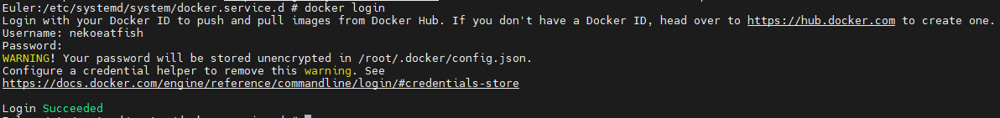 Euler:/etc/systemd/system/docker.service.d # docker login
Login with your Docker ID to push and pull images from Docker Hub. If you don't have a Docker ID, head over to https://hub.docker.com to create one.
Username: nekoeatfish
Password:
WARNING! Your password will be stored unencrypted in /root/.docker/config.json.
Configure a credential helper to remove this warning. See
https://docs.docker.com/engine/reference/commandline/login/#credentials-store
Login Succeeded